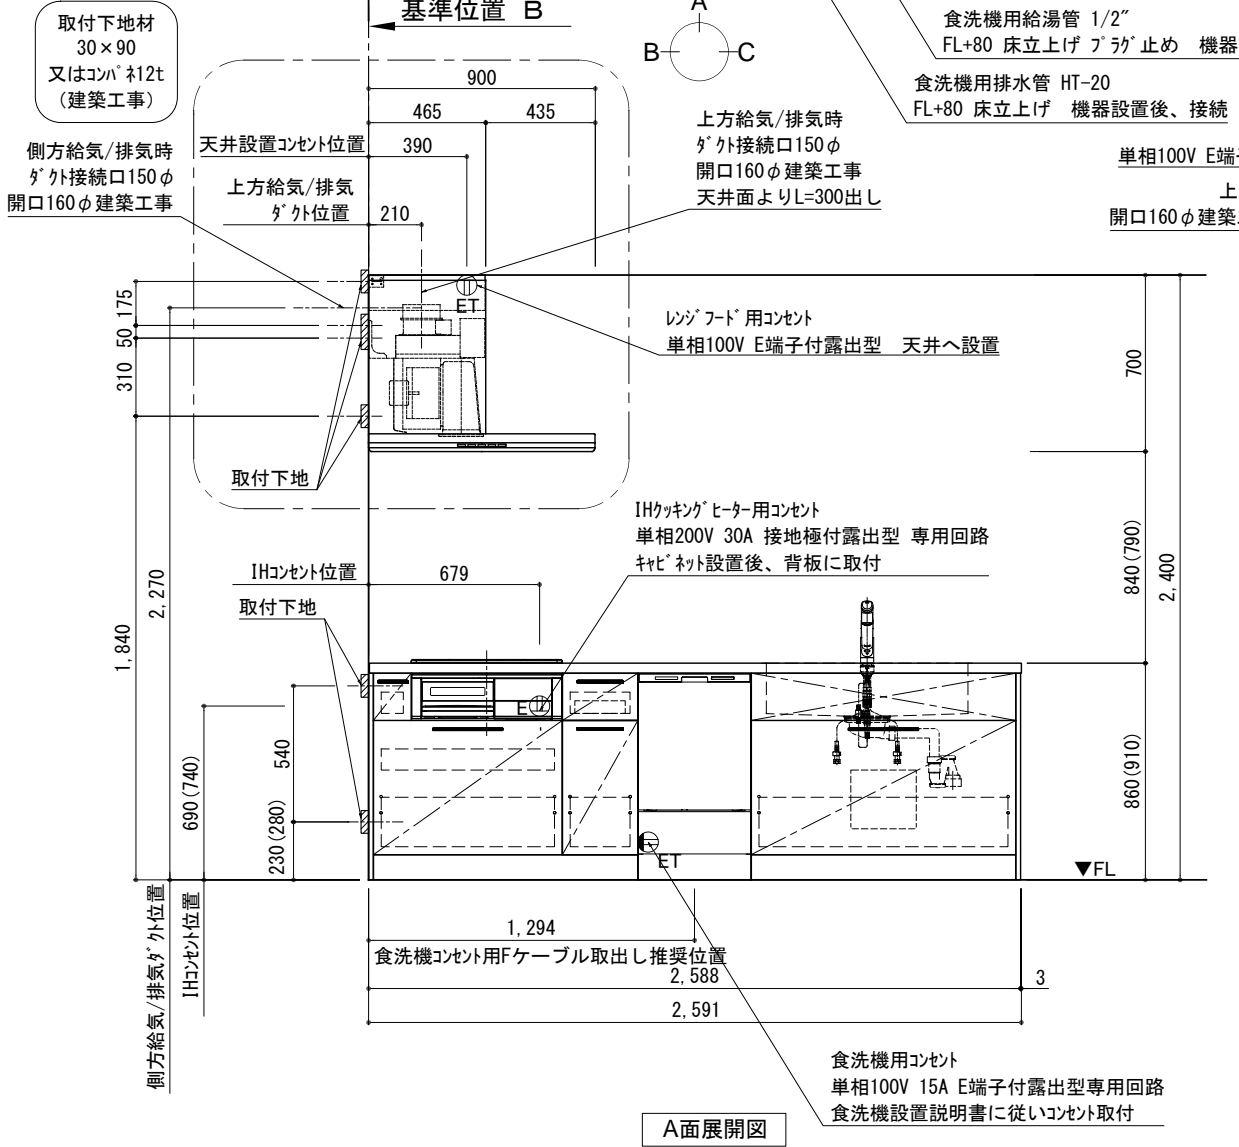 取付下地材
30×90
又はコンパネ12t
(建築工事)
基準位置 B
A
B
C
食洗機用給湯管 1/2"
FL+80 床立上げ プラグ止め 機器
食洗機用排水管 HT-20
FL+80 床立上げ 機器設置後、接続
単相100V E端子
上
開口160φ建築
900
465
435
天井設置コンセント位置
390
側方給気/排気時
ダクト接続口150φ
開口160φ建築工事
上方給気/排気
ダクト位置
210
上方給気/排気時
ダクト接続口150φ
開口160φ建築工事
天井面よりL=300出し
ET
レンジフード用コンセント
単相100V E端子付露出型 天井へ設置
175
50
310
取付下地
700
IHクッキングヒーター用コンセント
単相200V 30A 接地極付露出型 専用回路
キャビネット設置後、背板に取付
IHコンセント位置
679
取付下地
2,270
1,840
840(790)
2,400
E
540
690(740)
230(280)
860(910)
ET
▼FL
1,294
食洗機コンセント用Fケーブル取出し推奨位置
2,588
3
2,591
側方給気/排気ダクト位置
IHコンセント位置
食洗機用コンセント
単相100V 15A E端子付露出型専用回路
食洗機設置説明書に従いコンセント取付
A面展開図